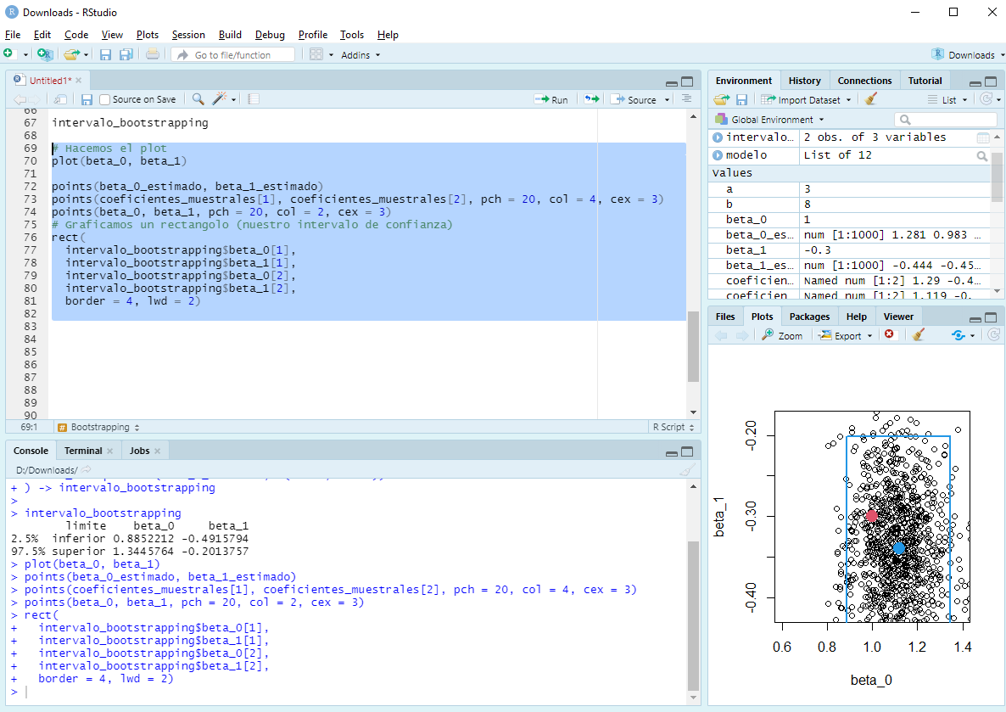 Downloads - RStudio
File Edit Code View Plots Session Build Debug Profile Tools Help
Go to file/function Addins Downloads
Untitled1*
Source on Save Run Source
66
67 intervalo_bootstrapping
68
69 # Hacemos el plot
70 plot(beta_0, beta_1)
71
72 points(beta_0_estimado, beta_1_estimado)
73 points(coeficientes_muestrales[1], coeficientes_muestrales[2], pch = 20, col = 4, cex = 3)
74 points(beta_0, beta_1, pch = 20, col = 2, cex = 3)
75 # Graficamos un rectangolo (nuestro intervalo de confianza)
76 rect(
77 intervalo_bootstrapping$beta_0[1],
78 intervalo_bootstrapping$beta_1[1],
79 intervalo_bootstrapping$beta_0[2],
80 intervalo_bootstrapping$beta_1[2],
81 border = 4, lwd = 2)
82
83
84
85
86
87
88
89
90
69:1 # Bootstrapping R Script
Console Terminal Jobs
D:/Downloads/
+ ) -> intervalo_bootstrapping
>
> intervalo_bootstrapping
limite beta_0 beta_1
2.5% inferior 0.8852212 -0.4915794
97.5% superior 1.3445764 -0.2013757
> plot(beta_0, beta_1)
> points(beta_0_estimado, beta_1_estimado)
> points(coeficientes_muestrales[1], coeficientes_muestrales[2], pch = 20, col = 4, cex = 3)
> points(beta_0, beta_1, pch = 20, col = 2, cex = 3)
> rect(
+ intervalo_bootstrapping$beta_0[1],
+ intervalo_bootstrapping$beta_1[1],
+ intervalo_bootstrapping$beta_0[2],
+ intervalo_bootstrapping$beta_1[2],
+ border = 4, lwd = 2)
>
Environment History Connections Tutorial
Import Dataset List
Global Environment
intervalo… 2 obs. of 3 variables
modelo List of 12
values
a 3
b 8
beta_0 1
beta_0_es… num [1:1000] 1.281 0.983 …
beta_1 -0.3
beta_1_es… num [1:1000] -0.444 -0.45…
coeficien… Named num [1:2] 1.29 -0.4…
coeficien Named num [1:2] 1.119 -0.
Files Plots Packages Help Viewer
Zoom Export
-0.20
-0.30
-0.40
beta_1
0.6 0.8 1.0 1.2 1.4
beta_0